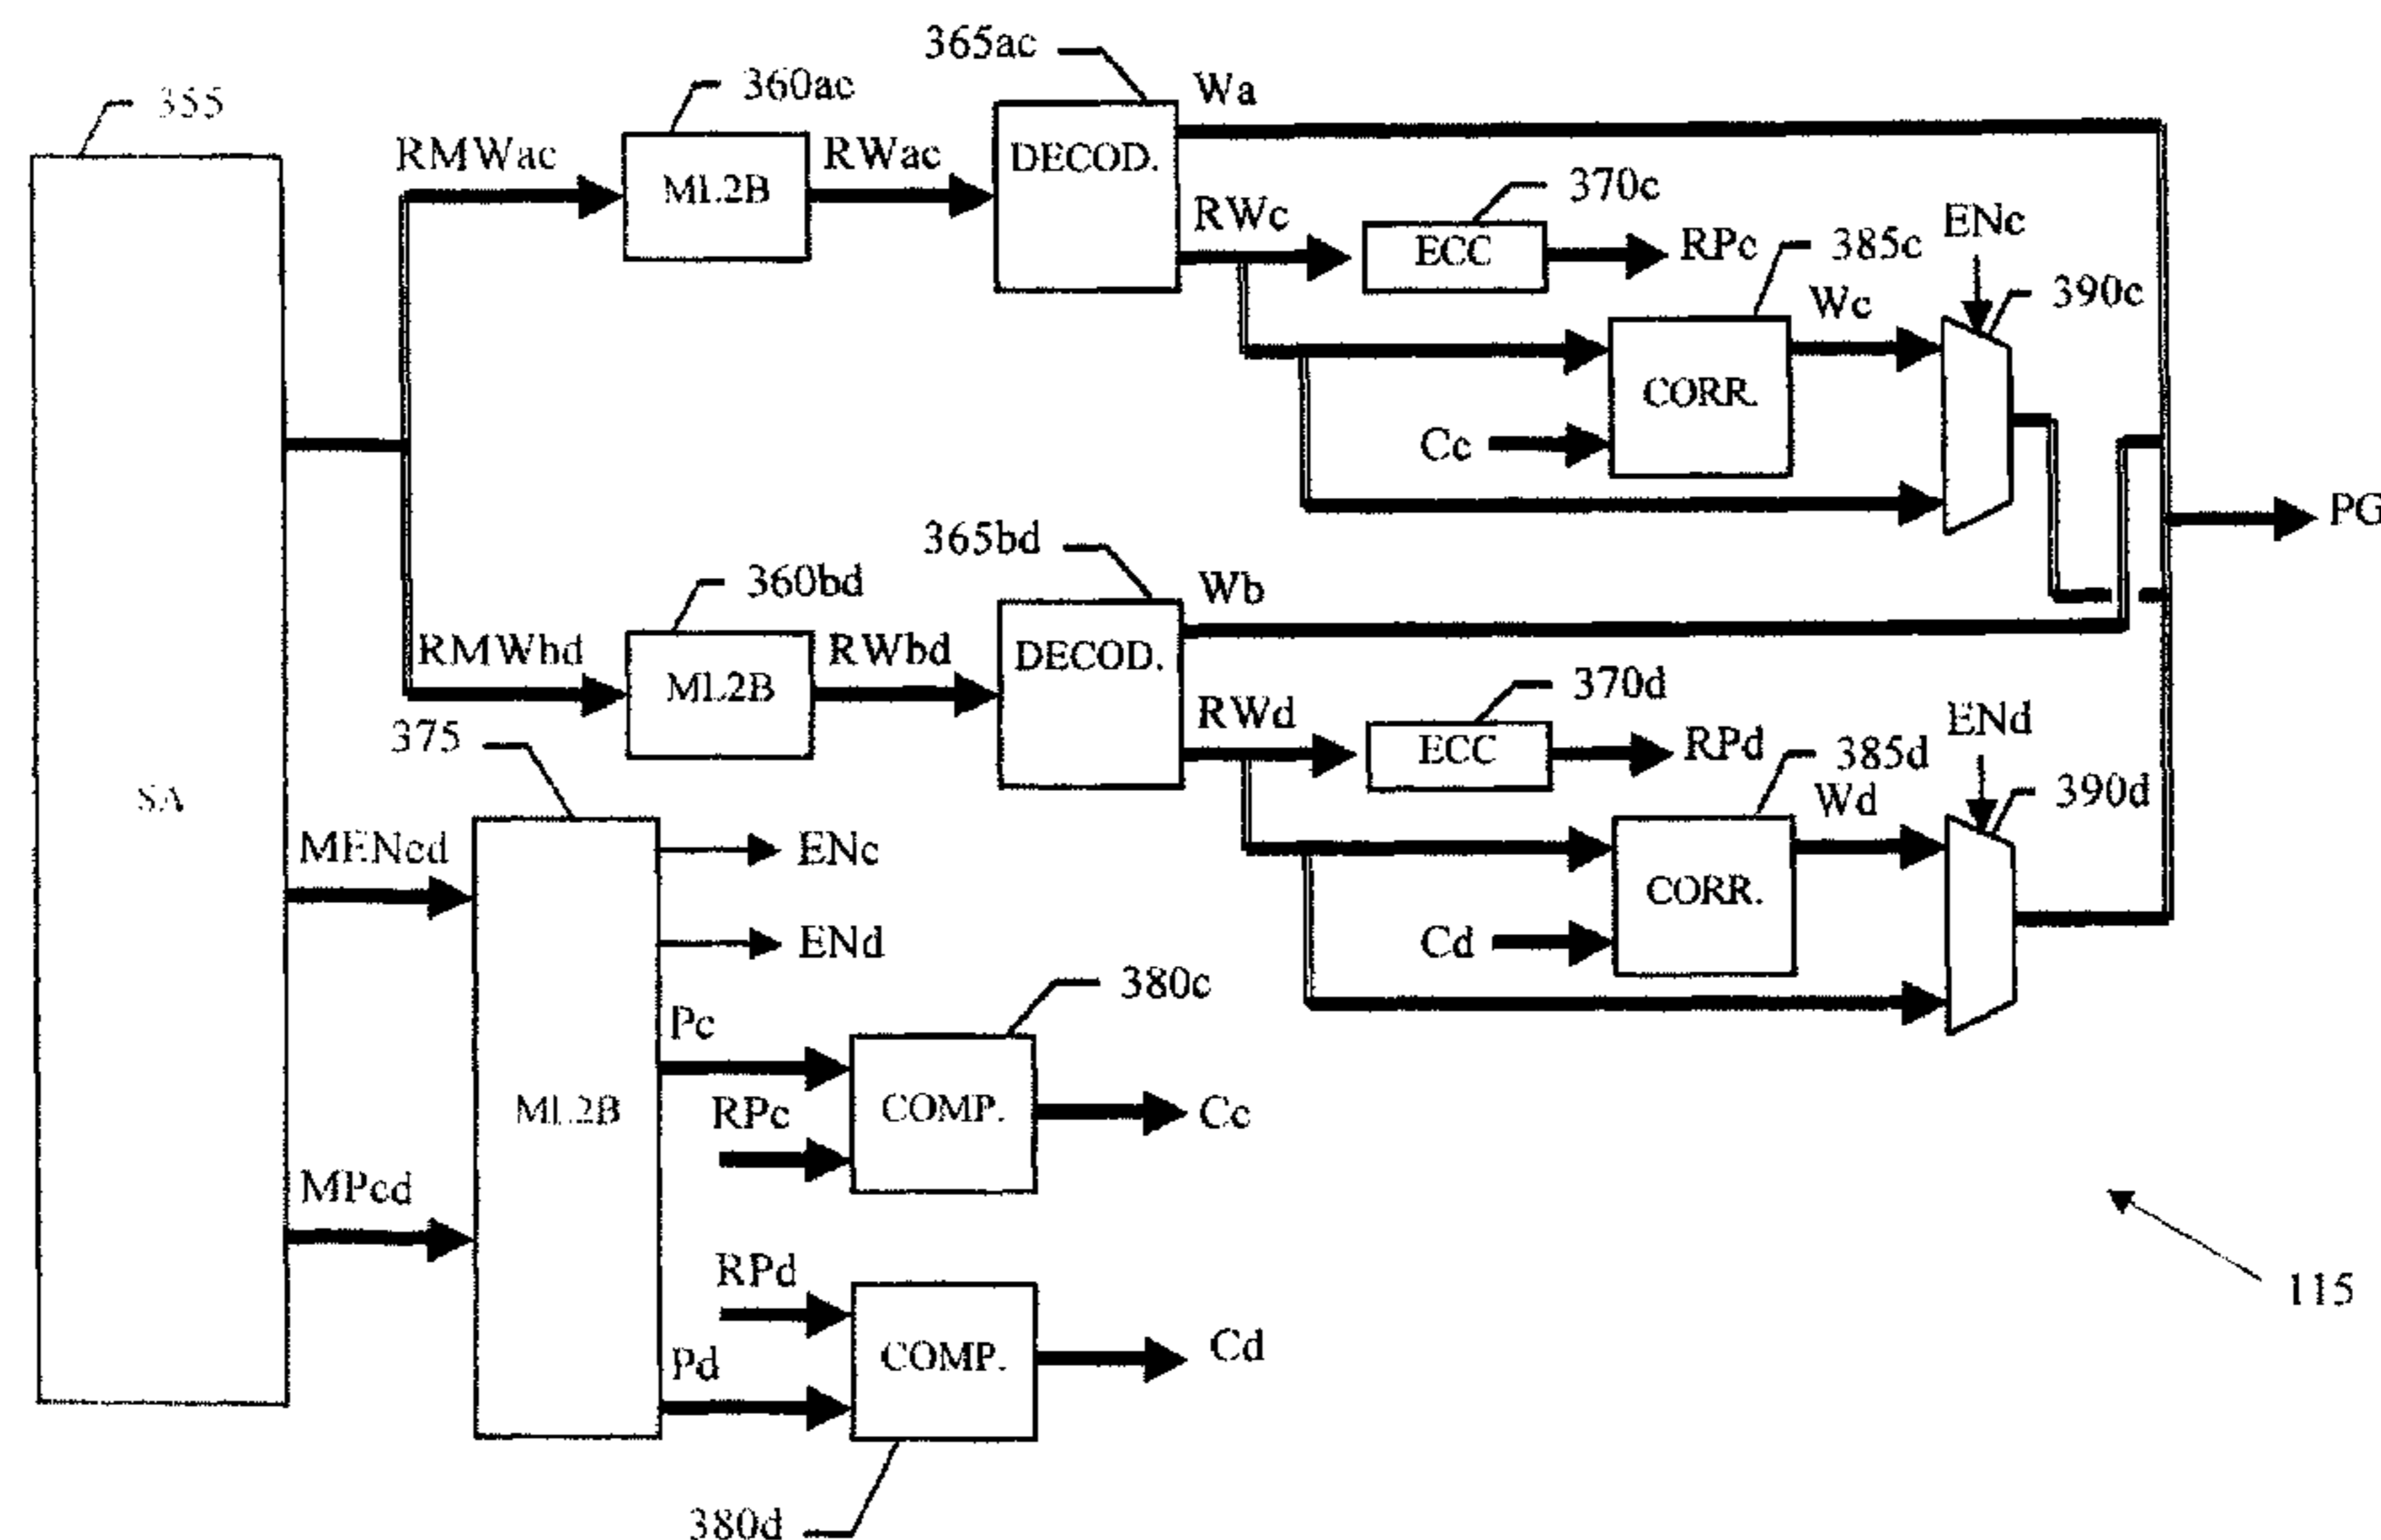 355
360ac
365ac
Wa
RMWac
ML2B
RWac
DECOD.
RWc
370c
ECC
RPc
ENc
385c
390c
Wc
CORR.
Cc
PG
365bd
360bd
Wb
RMWbd
ML2B
RWbd
DECOD.
RWd
370d
ECC
RPd
ENd
385d
390d
Wd
CORR.
Cd
375
SA
MENcd
ENc
ENd
380c
Pc
ML2B
RPc
COMP.
Cc
MPcd
RPd
Pd
COMP.
Cd
115
380d